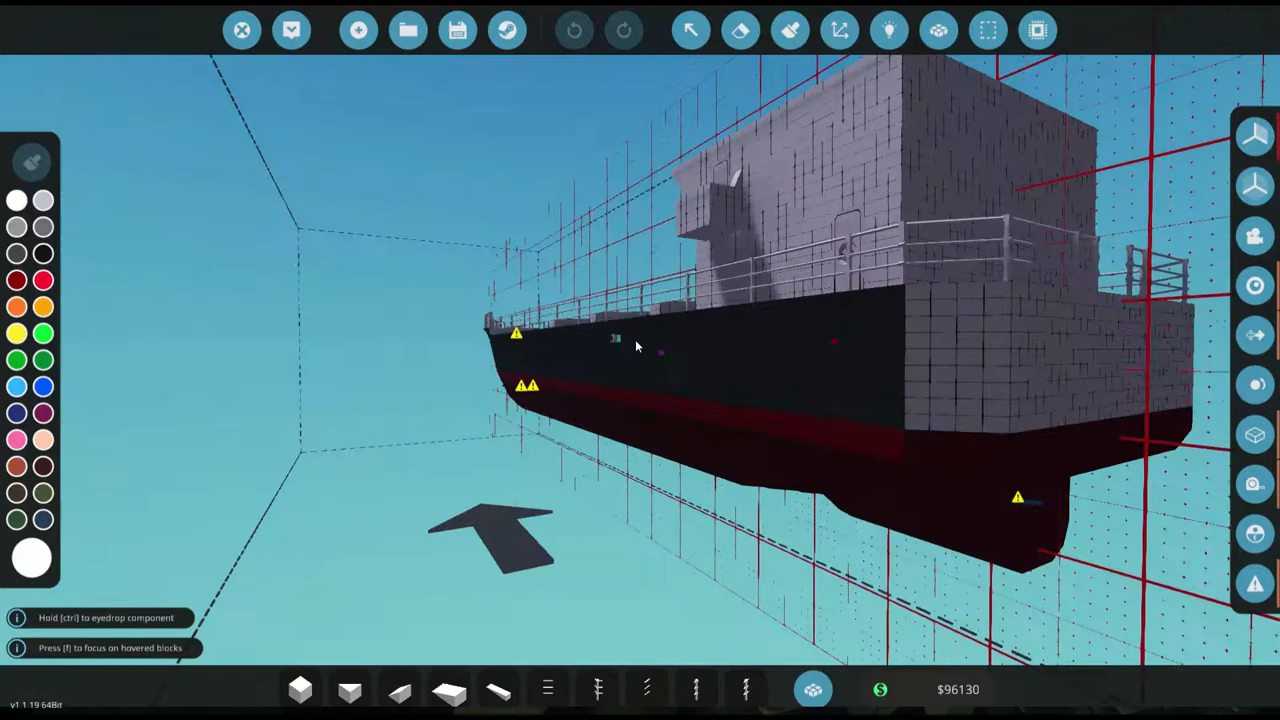 Hold [ctrl] to eyedrop component
Press [f] to focus on hovered blocks
$96130
v1.1.19 64Bit